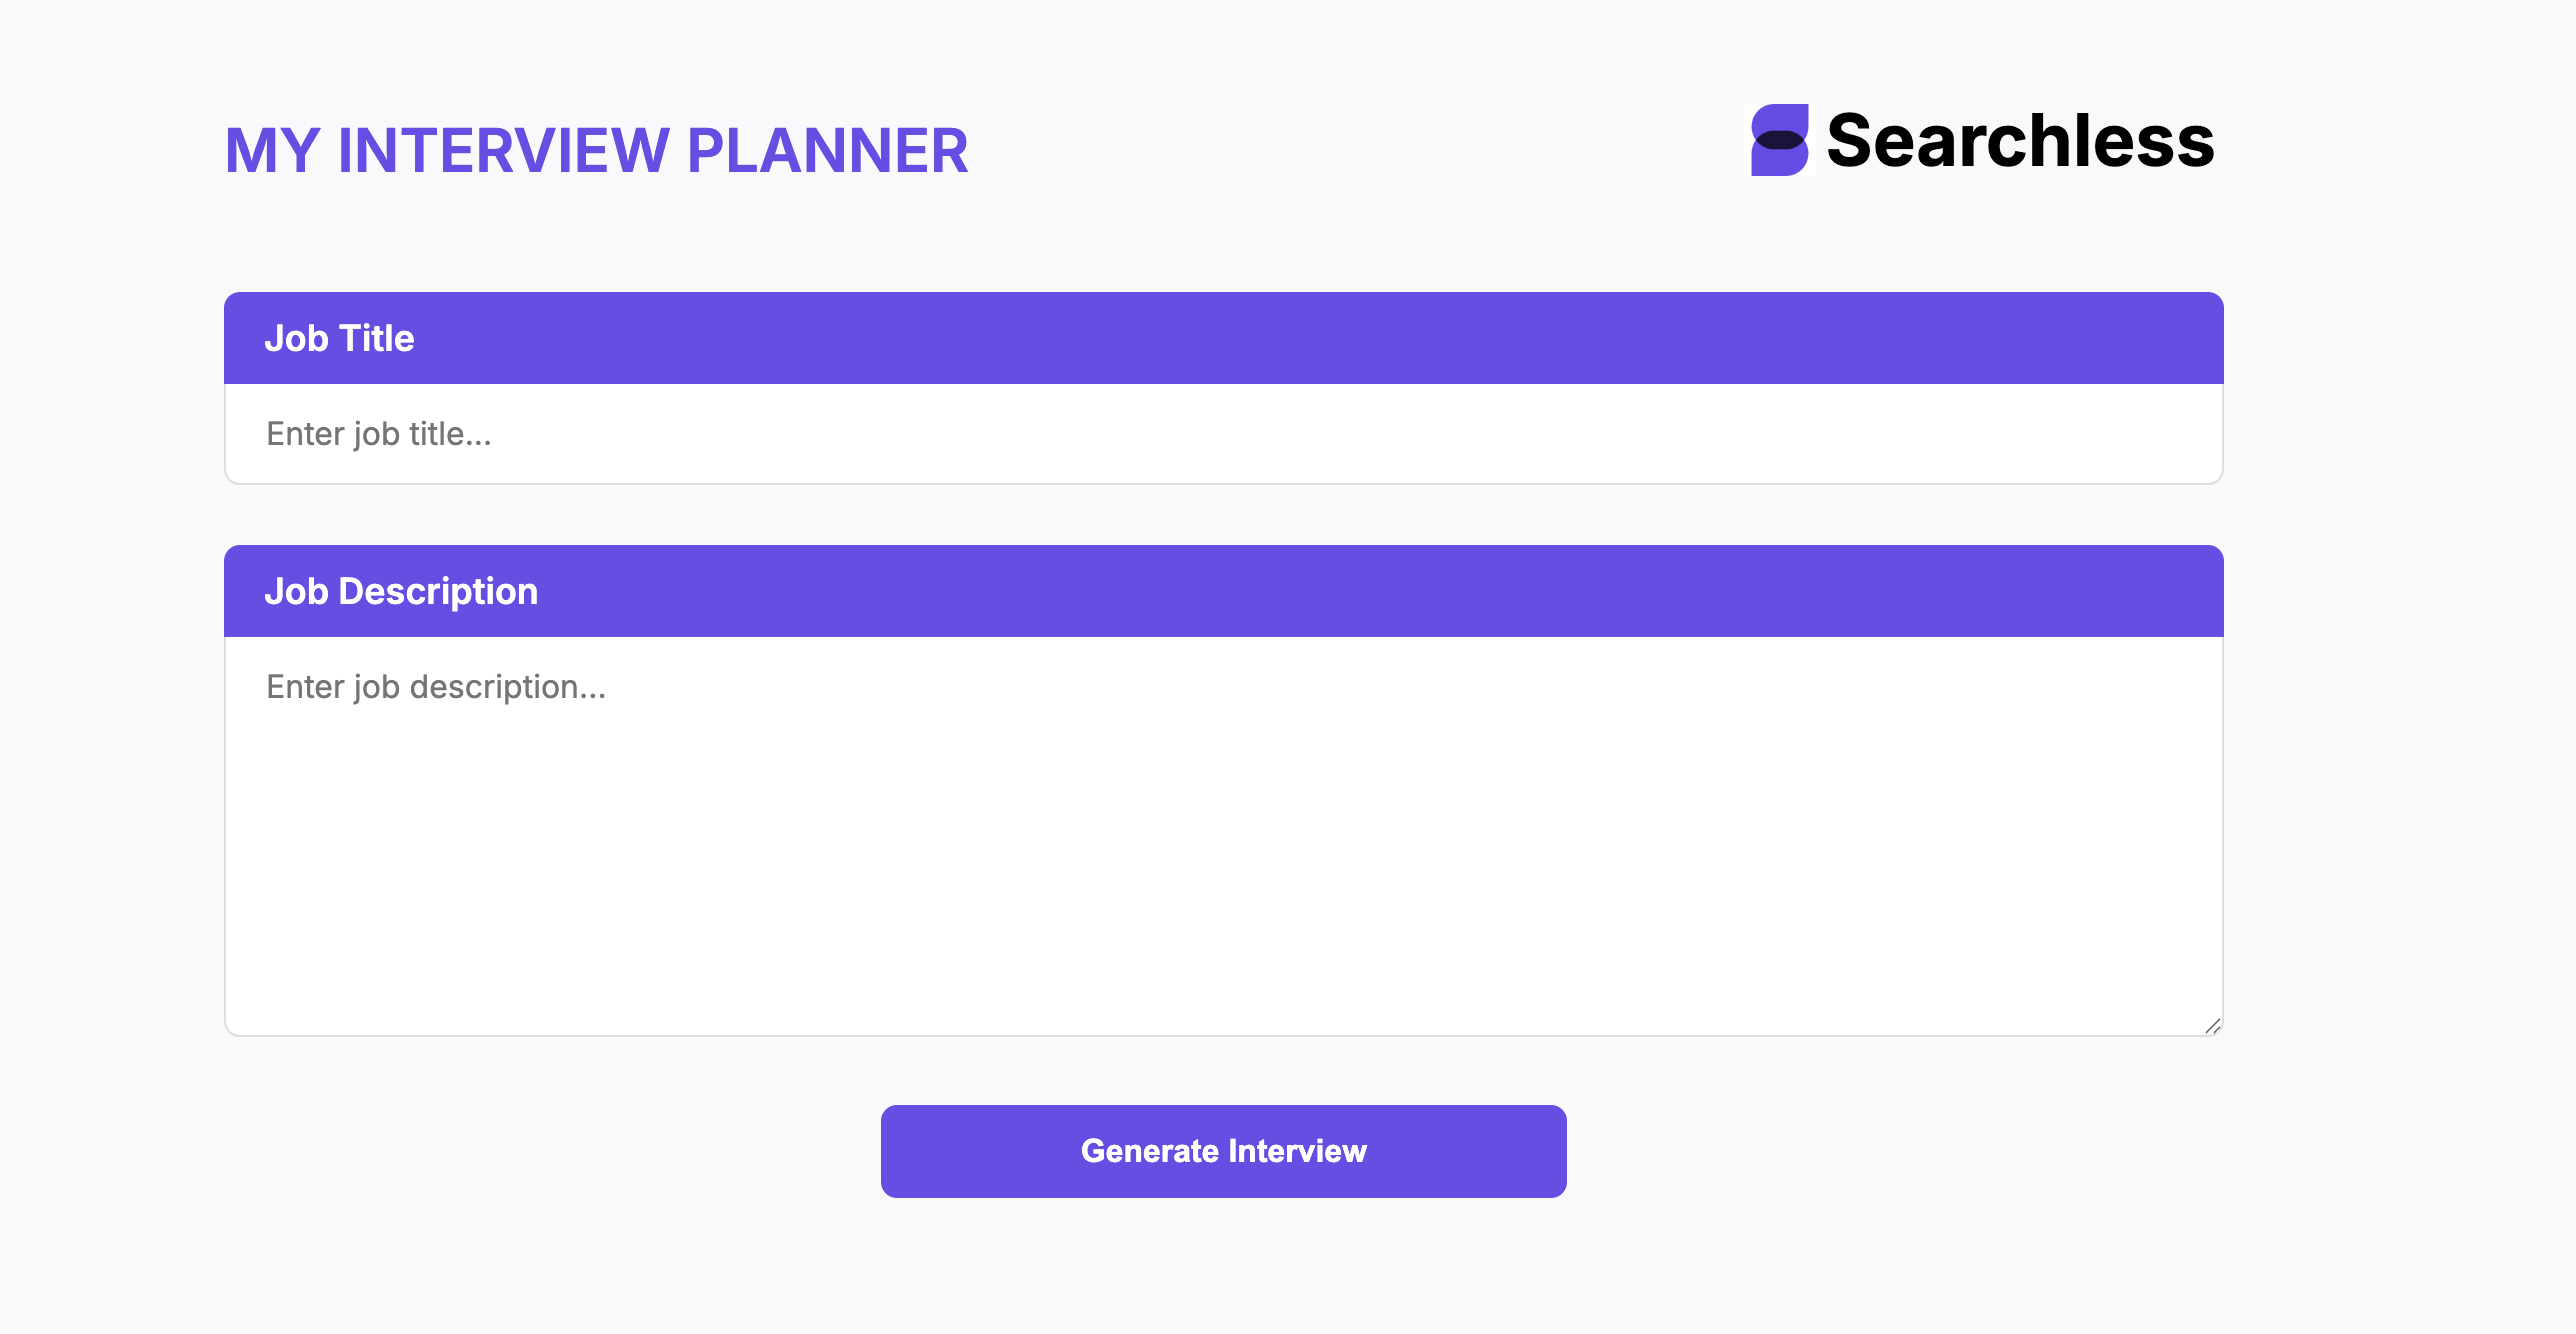 MY INTERVIEW PLANNER
Searchless
Job Title
Enter job title...
Job Description
Enter job description...
Generate Interview